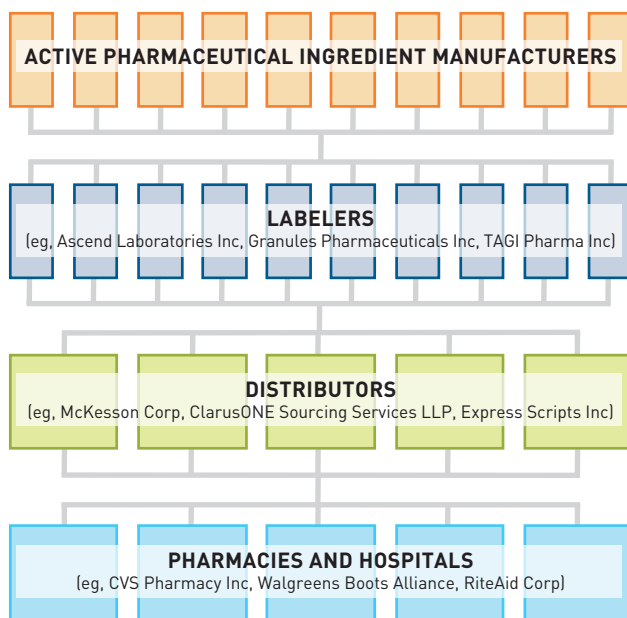 ACTIVE PHARMACEUTICAL INGREDIENT MANUFACTURERS
LABELERS
(eg, Ascend Laboratories Inc, Granules Pharmaceuticals Inc, TAGI Pharma Inc)
DISTRIBUTORS
(eg, McKesson Corp, ClarusONE Sourcing Services LLP, Express Scripts Inc)
PHARMACIES AND HOSPITALS
(eg, CVS Pharmacy Inc, Walgreens Boots Alliance, RiteAid Corp)